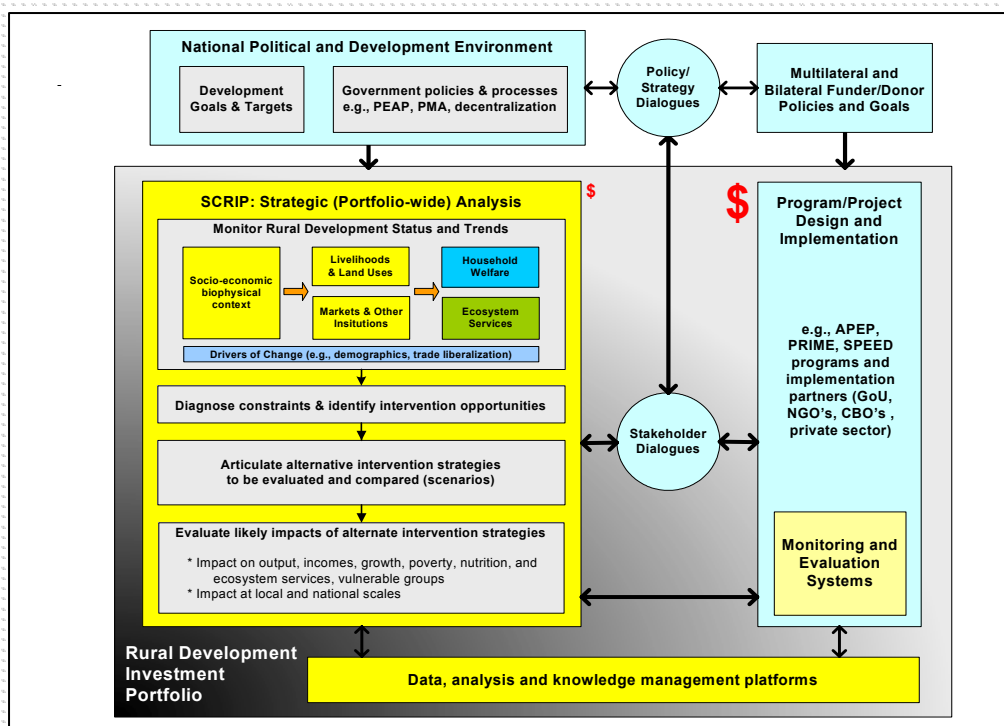 National Political and Development Environment
Development
Goals & Targets
Government policies & processes
e.g., PEAP, PMA, decentralization
Policy/
Strategy
Dialogues
Multilateral and
Bilateral Funder/Donor
Policies and Goals
-
SCRIP: Strategic (Portfolio-wide) Analysis
$
$
Monitor Rural Development Status and Trends
Socio-economic
biophysical
context
Livelihoods
& Land Uses
Markets & Other
Insitutions
Household
Welfare
Ecosystem
Services
Drivers of Change (e.g., demographics, trade liberalization)
Diagnose constraints & identify intervention opportunities
Articulate alternative intervention strategies
to be evaluated and compared (scenarios)
Evaluate likely impacts of alternate intervention strategies
* Impact on output, incomes, growth, poverty, nutrition, and
ecosystem services, vulnerable groups
* Impact at local and national scales
Stakeholder
Dialogues
Program/Project
Design and
Implementation
e.g., APEP,
PRIME, SPEED
programs and
implementation
partners (GoU,
NGO's, CBO's ,
private sector)
Monitoring and
Evaluation
Systems
Rural Development
Investment
Portfolio
Data, analysis and knowledge management platforms